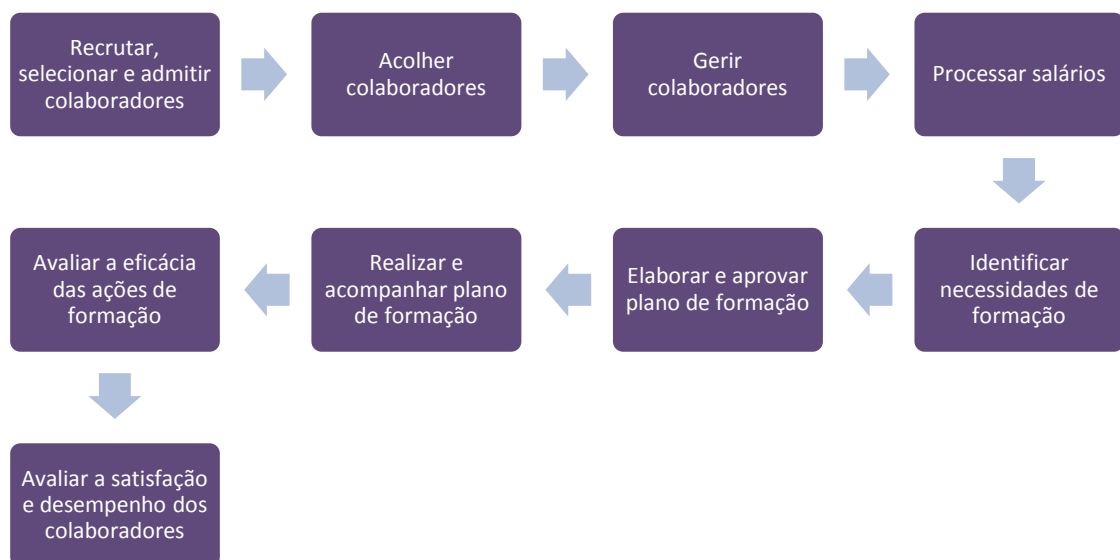 Recrutar,
selecionar e admitir
colaboradores
Acolher
colaboradores
Gerir
colaboradores
Processar salários
Identificar
necessidades de
formação
Elaborar e aprovar
plano de formação
Realizar e
acompanhar plano
de formação
Avaliar a eficácia
das ações de
formação
Avaliar a satisfação
e desempenho dos
colaboradores